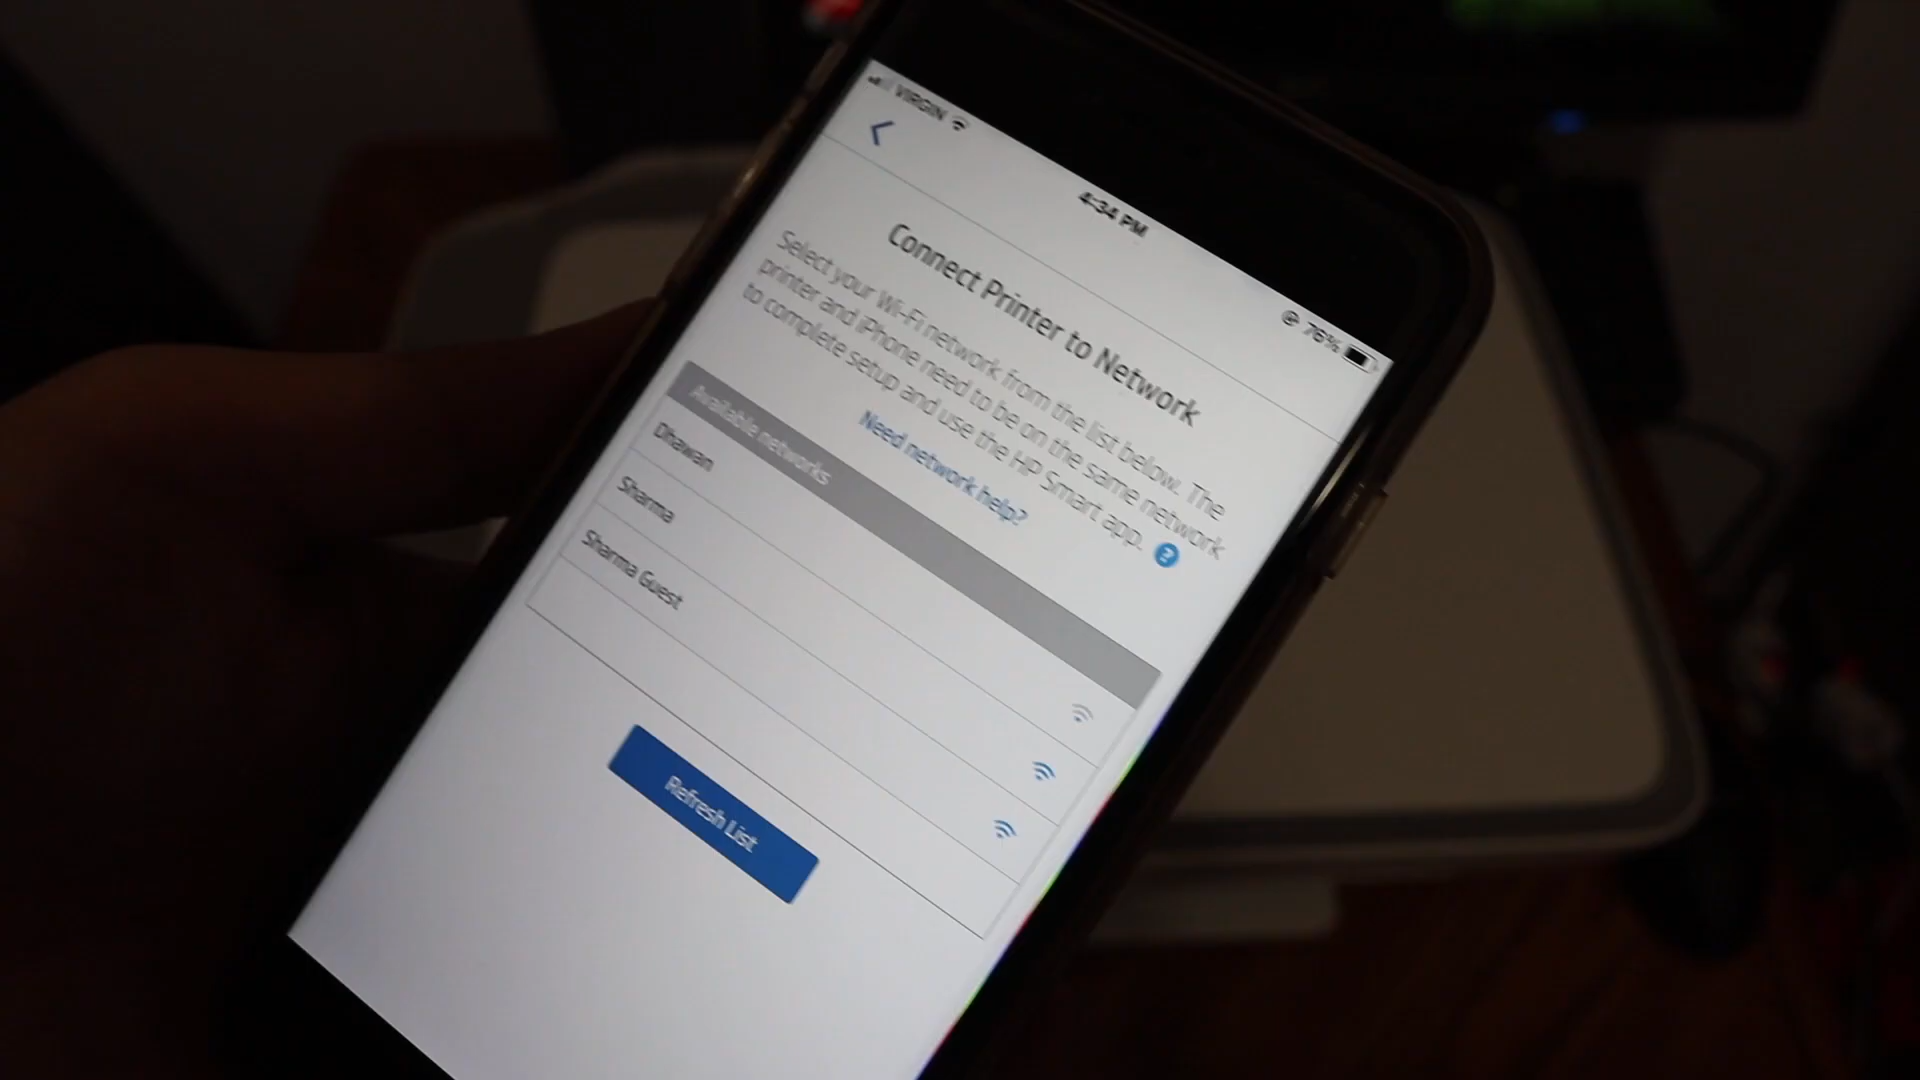 VIRGIN
4:34 PM
76%
Connect Printer to Network
Select your Wi-Fi network from the list below. The
printer and iPhone need to be on the same network
to complete setup and use the HP Smart app. ?
Need network help?
Available networks
Dhawan
Sharma
Sharma Guest
Refresh List